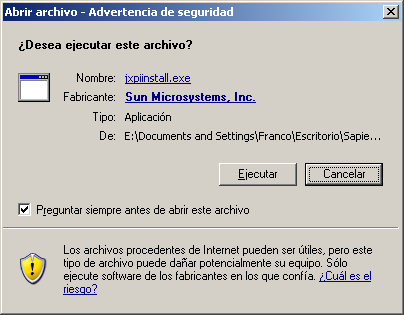 Abrir archivo - Advertencia de seguridad
¿Desea ejecutar este archivo?
Nombre: jxpiinstall.exe
Fabricante: Sun Microsystems, Inc.
Tipo: Aplicación
De: E:\Documents and Settings\Franco\Escritorio\Sapie...
Ejecutar Cancelar
Preguntar siempre antes de abrir este archivo
Los archivos procedentes de Internet pueden ser útiles, pero este
tipo de archivo puede dañar potencialmente su equipo. Sólo
ejecute software de los fabricantes en los que confía. ¿Cuál es el
riesgo?